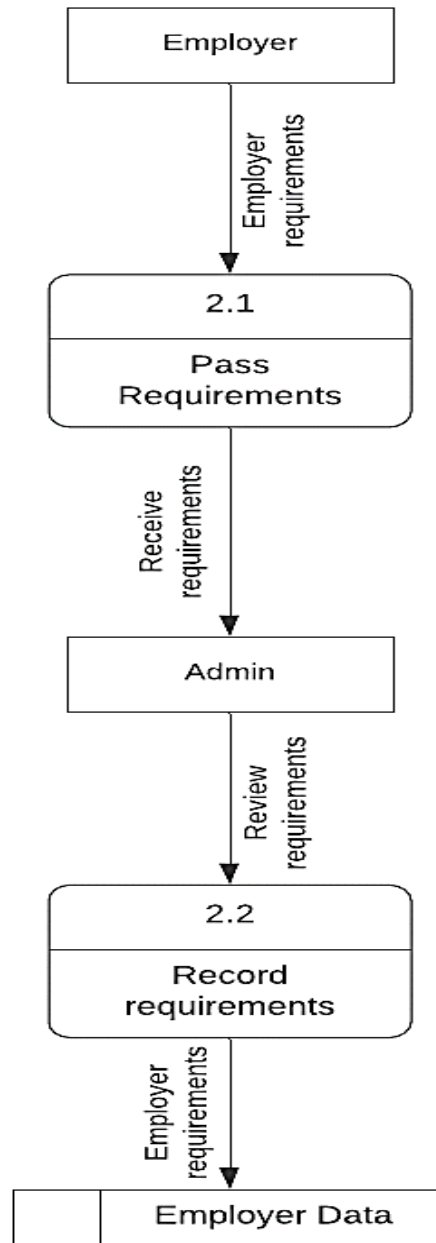 Employer
Employer
requirements
2.1
Pass
Requirements
Receive
requirements
Admin
Review
requirements
2.2
Record
requirements
Employer
requirements
Employer Data